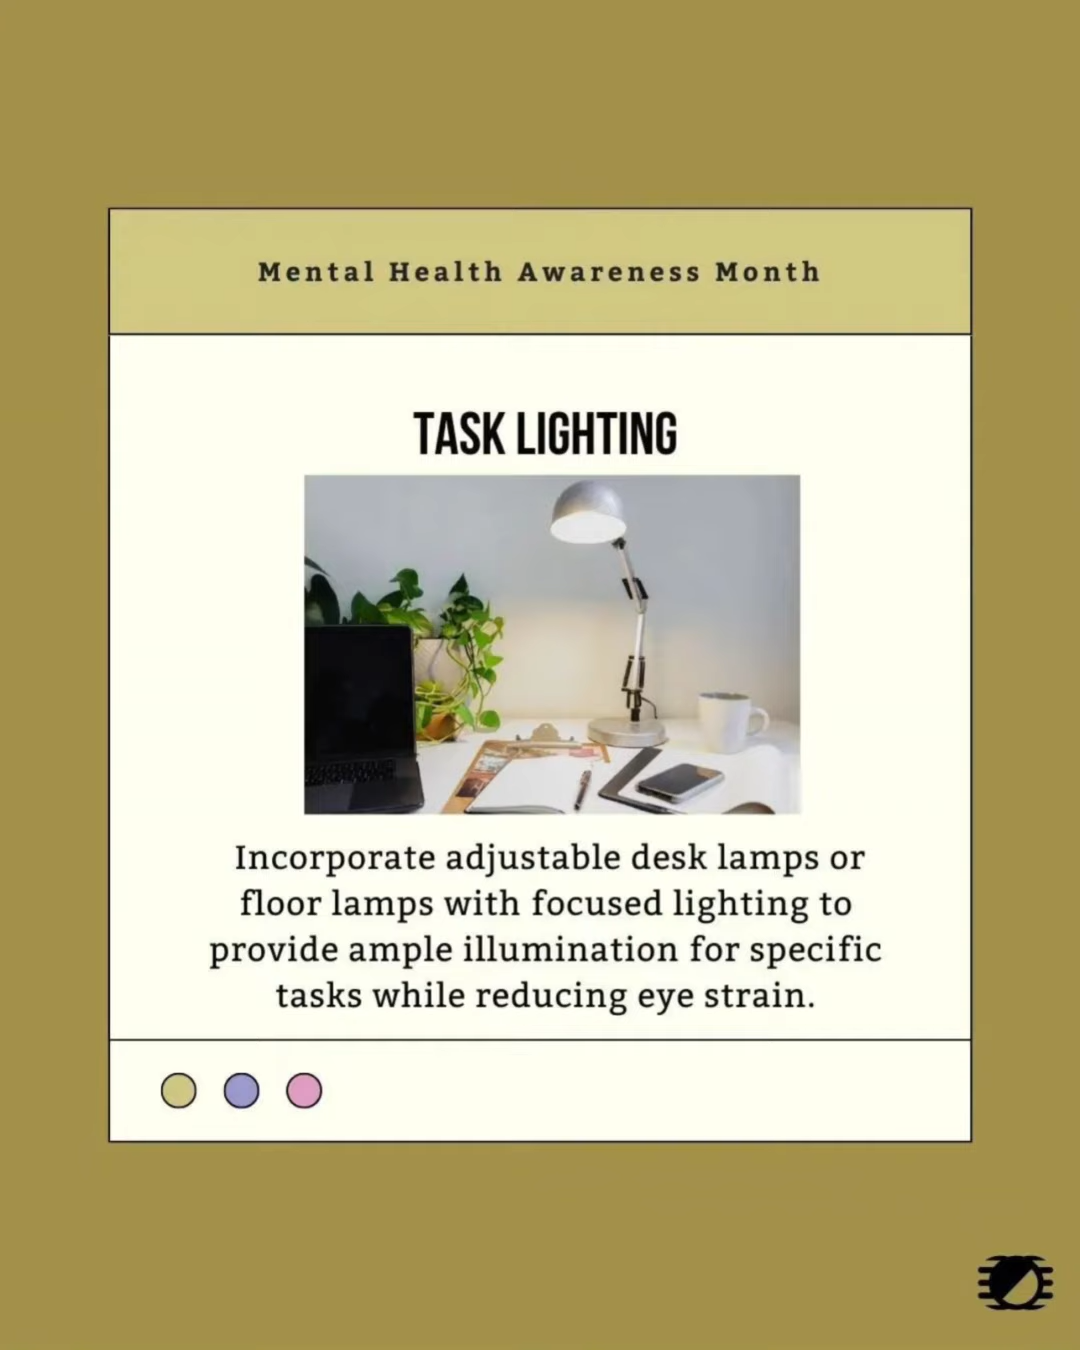 Mental Health Awareness Month
TASK LIGHTING
Incorporate adjustable desk lamps or
floor lamps with focused lighting to
provide ample illumination for specific
tasks while reducing eye strain.